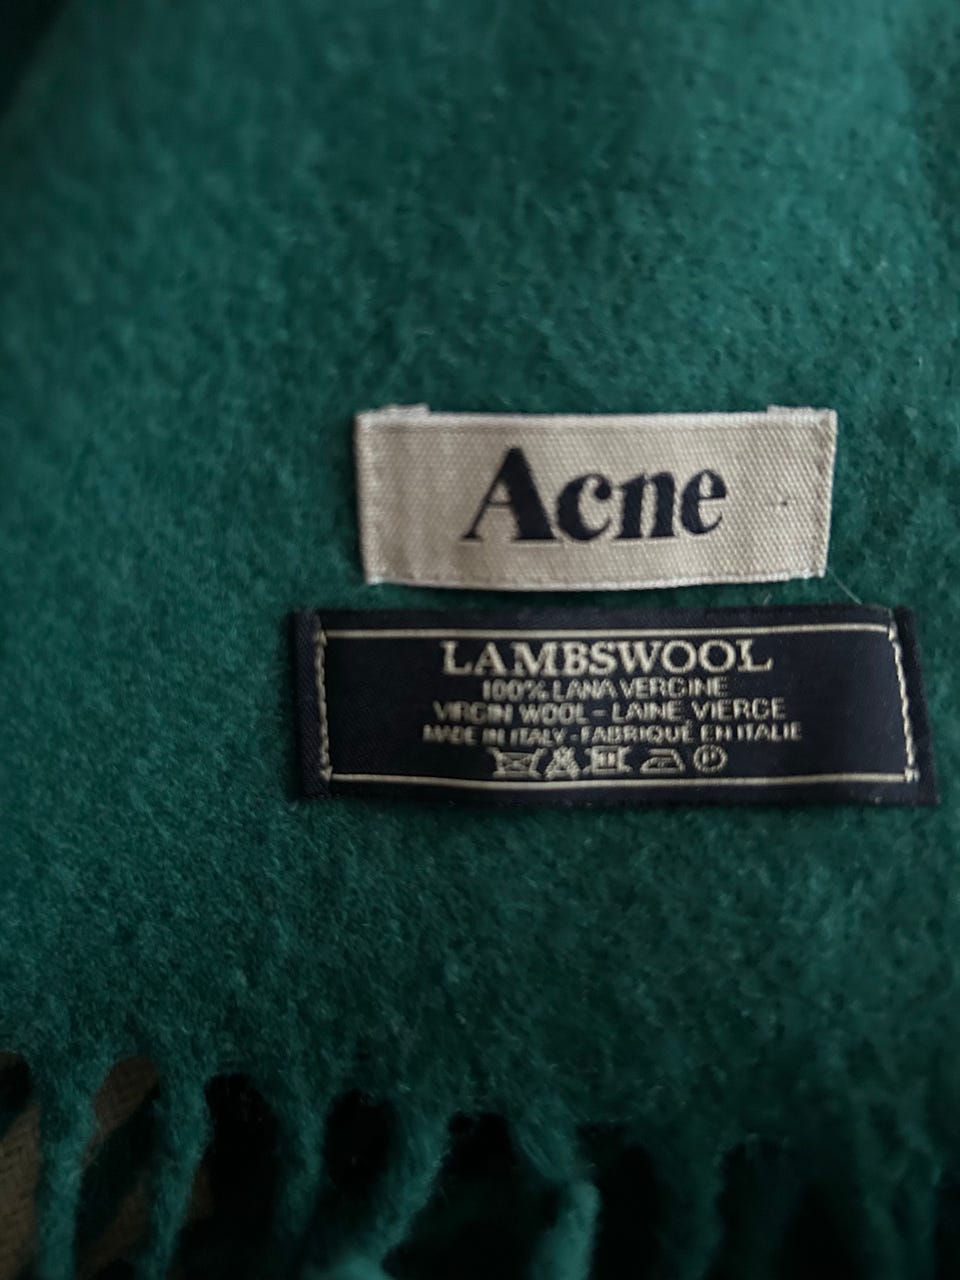 Acne
LAMBSWOOL
100% LANA VERGINE
VIRGIN WOOL - LAINE VIERGE
MADE IN ITALY - FABRIQUÉ EN ITALIE